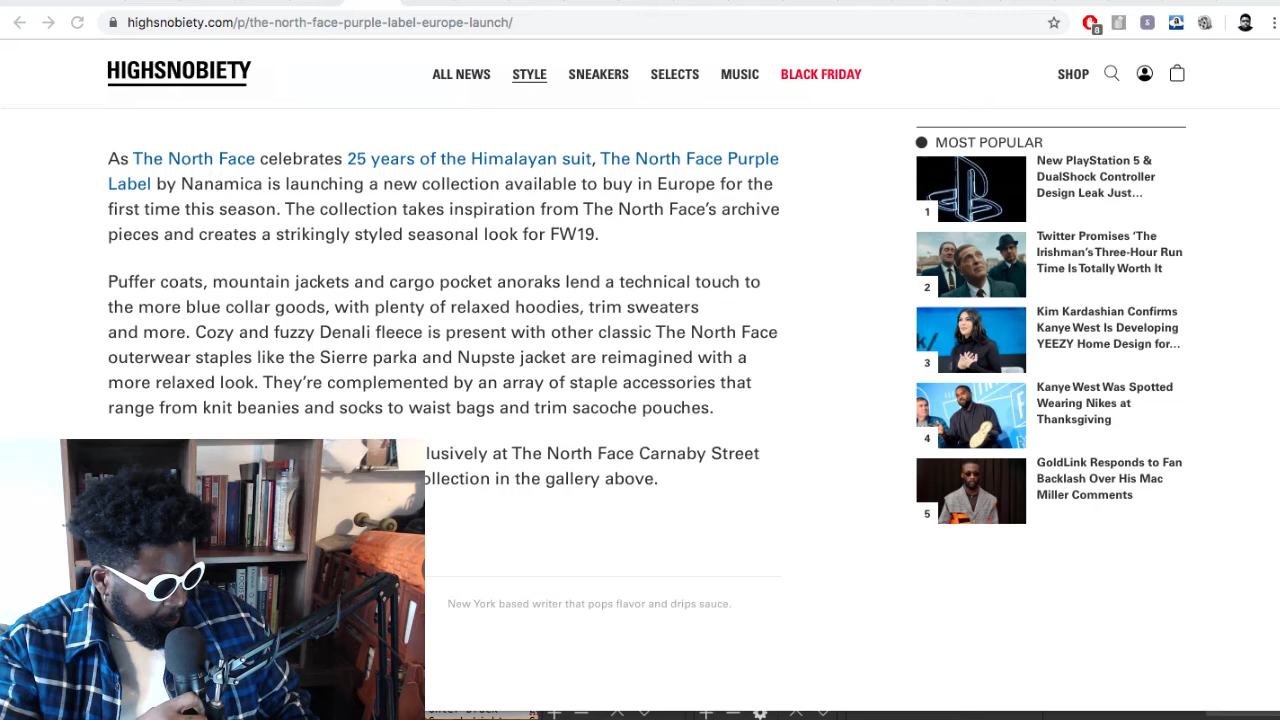 highsnobiety.com/p/the-north-face-purple-label-europe-launch/
8
HIGHSNOBIETY
ALL NEWS STYLE SNEAKERS SELECTS MUSIC BLACK FRIDAY SHOP
As The North Face celebrates 25 years of the Himalayan suit, The North Face Purple
Label by Nanamica is launching a new collection available to buy in Europe for the
first time this season. The collection takes inspiration from The North Face’s archive
pieces and creates a strikingly styled seasonal look for FW19.
Puffer coats, mountain jackets and cargo pocket anoraks lend a technical touch to
the more blue collar goods, with plenty of relaxed hoodies, trim sweaters
and more. Cozy and fuzzy Denali fleece is present with other classic The North Face
outerwear staples like the Sierre parka and Nupste jacket are reimagined with a
more relaxed look. They’re complemented by an array of staple accessories that
range from knit beanies and socks to waist bags and trim sacoche pouches.
lusively at The North Face Carnaby Street
ollection in the gallery above.
New York based writer that pops flavor and drips sauce.
MOST POPULAR
New PlayStation 5 &
DualShock Controller
Design Leak Just...
1
Twitter Promises ‘The
Irishman’s Three-Hour Run
Time Is Totally Worth It
2
Kim Kardashian Confirms
Kanye West Is Developing
YEEZY Home Design for...
3
Kanye West Was Spotted
Wearing Nikes at
Thanksgiving
4
GoldLink Responds to Fan
Backlash Over His Mac
Miller Comments
5